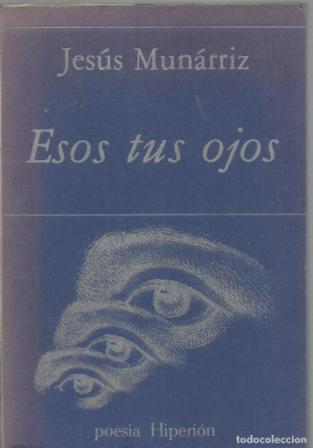 Jesús Munárriz
Esos tus ojos
poesía Hiperión
todocoleccion